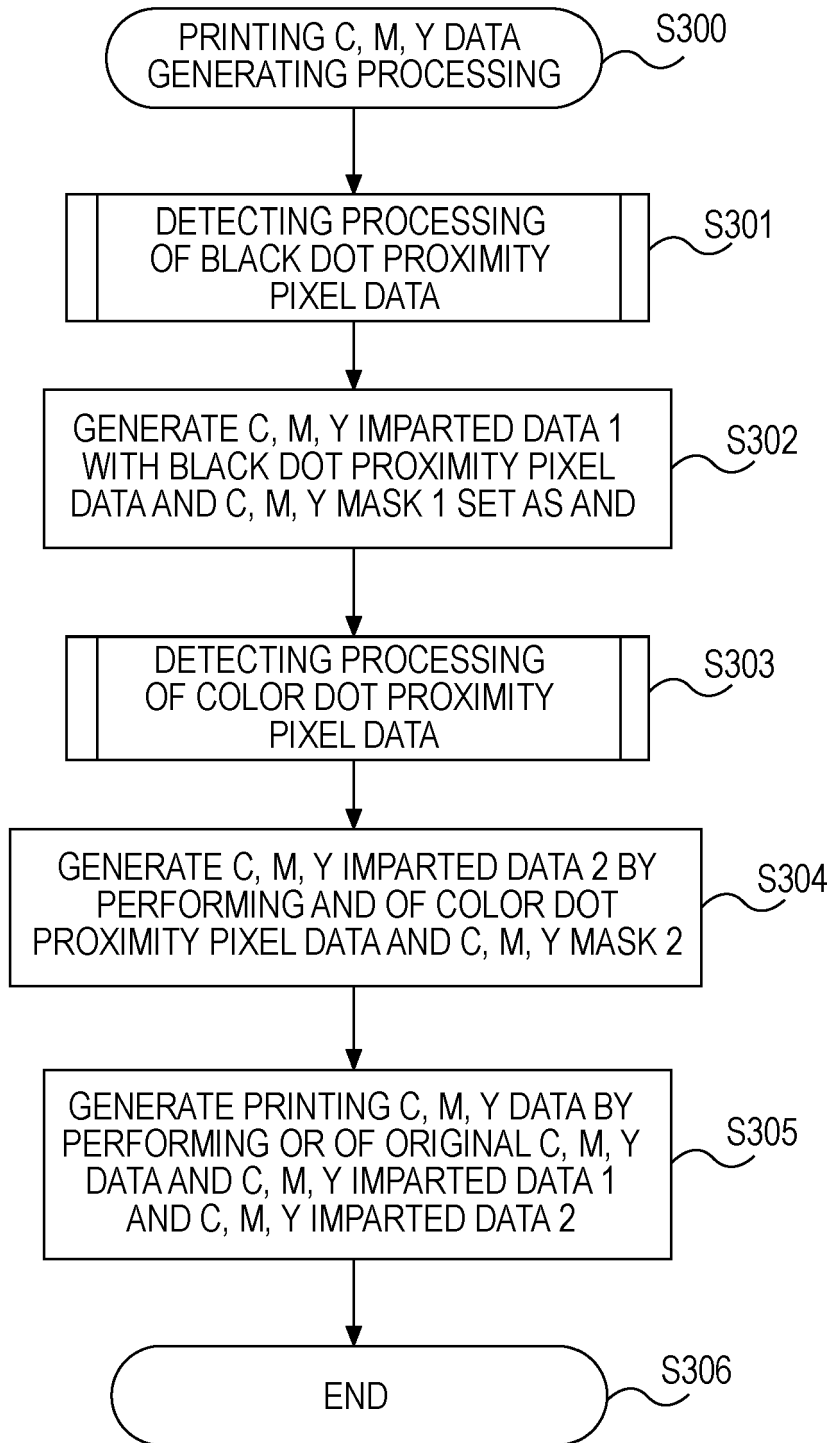 PRINTING C, M, Y DATA
GENERATING PROCESSING
S300
DETECTING PROCESSING
OF BLACK DOT PROXIMITY
PIXEL DATA
S301
GENERATE C, M, Y IMPARTED DATA 1
WITH BLACK DOT PROXIMITY PIXEL
DATA AND C, M, Y MASK 1 SET AS AND
S302
DETECTING PROCESSING
OF COLOR DOT PROXIMITY
PIXEL DATA
S303
GENERATE C, M, Y IMPARTED DATA 2 BY
PERFORMING AND OF COLOR DOT
PROXIMITY PIXEL DATA AND C, M, Y MASK 2
S304
GENERATE PRINTING C, M, Y DATA BY
PERFORMING OR OF ORIGINAL C, M, Y
DATA AND C, M, Y IMPARTED DATA 1
AND C, M, Y IMPARTED DATA 2
S305
END
S306